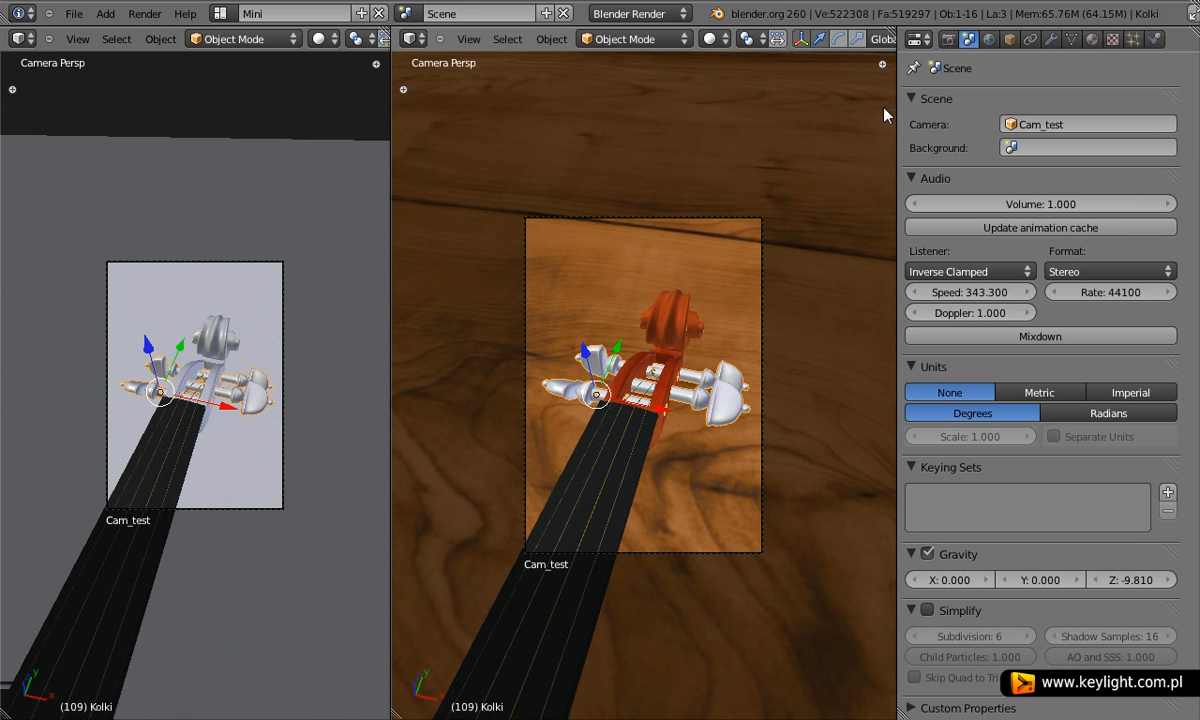 File Add Render Help Mini Scene Blender Render blender.org 260 | Ve:522308 | Fa:519297 | Ob:1-16 | La:3 | Mem:65.76M (64.15M) | Kolki
View Select Object Object Mode View Select Object Object Mode Globa
Camera Persp
Camera Persp
Cam_test
(109) Kolki
Cam_test
(109) Kolki
Scene
Scene
Camera: Cam_test
Background:
Audio
Volume: 1.000
Update animation cache
Listener: Format:
Inverse Clamped Stereo
Speed: 343.300 Rate: 44100
Doppler: 1.000
Mixdown
Units
None Metric Imperial
Degrees Radians
Scale: 1.000 Separate Units
Keying Sets
Gravity
X: 0.000 Y: 0.000 Z: -9.810
Simplify
Subdivision: 6 Shadow Samples: 16
Child Particles: 1.000 AO and SSS: 1.000
Skip Quad to Tri
www.keylight.com.pl
Custom Properties